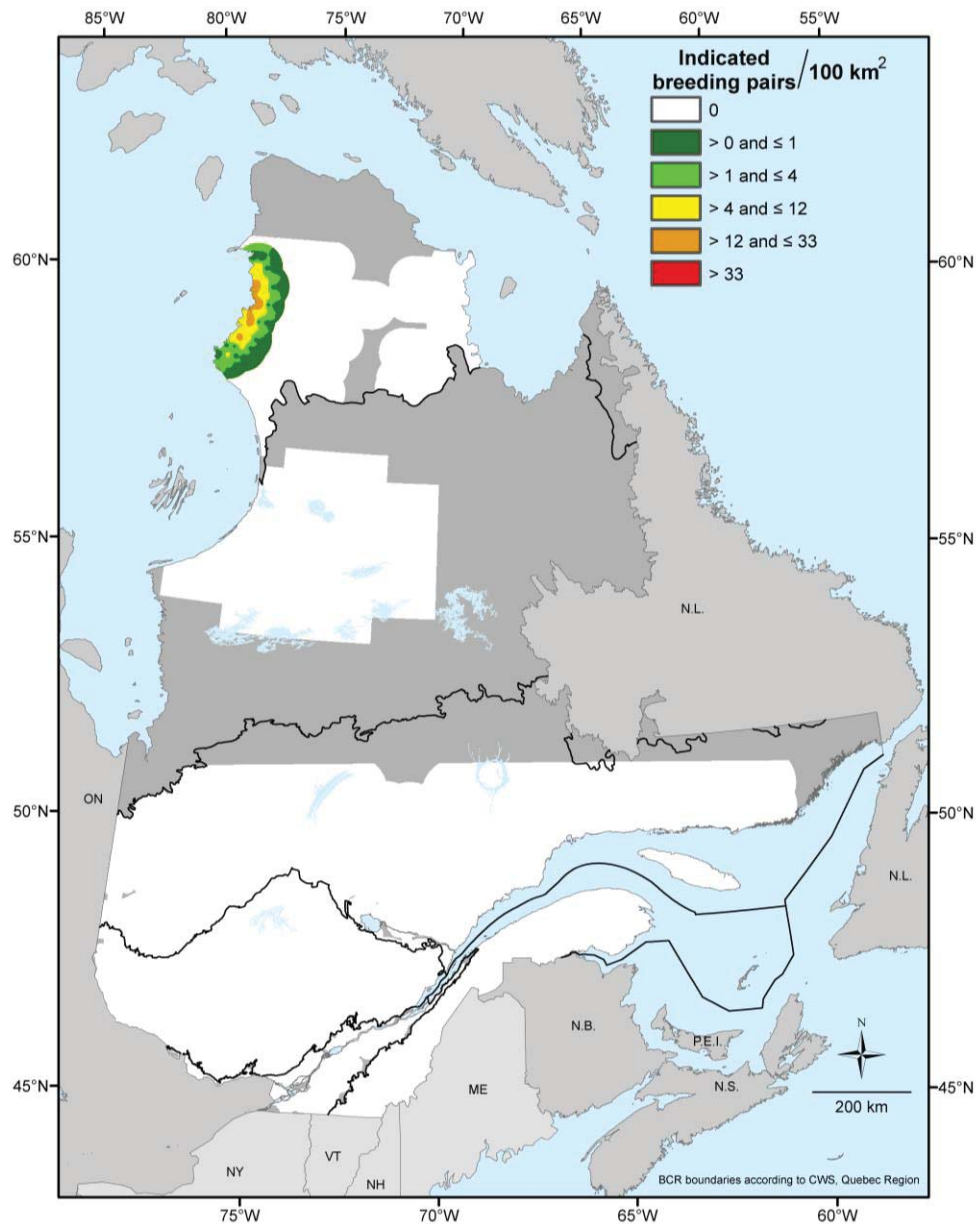 85°W 80°W 75°W 70°W 65°W 60°W 55°W
Indicated
breeding pairs/100 km²
0
> 0 and ≤ 1
> 1 and ≤ 4
> 4 and ≤ 12
> 12 and ≤ 33
> 33
60°N 60°N
55°N 55°N
N.L.
ON
50°N 50°N
N.L.
N.B.
P.E.I.
N
45°N 45°N
ME
N.S.
200 km
NY
VT
NH
BCR boundaries according to CWS, Quebec Region
75°W 70°W 65°W 60°W